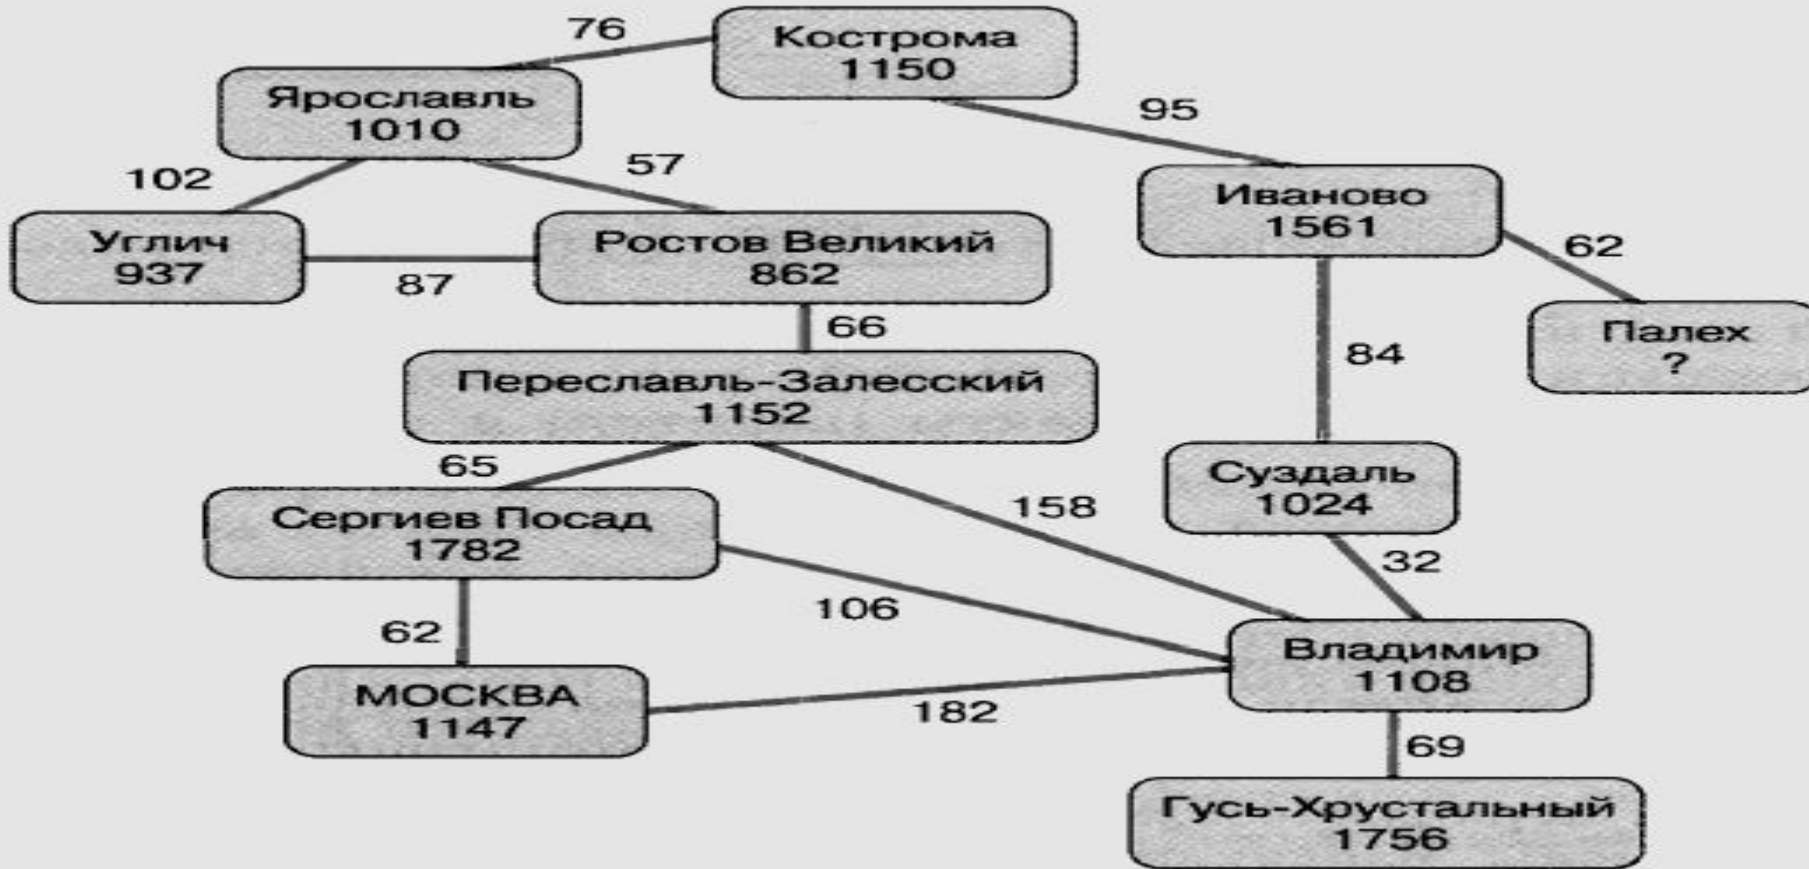 76
Кострома
1150
Ярославль
1010
95
102
57
Иваново
1561
Углич
937
87
Ростов Великий
862
62
66
Палех
?
84
Переславль-Залесский
1152
65
158
Суздаль
1024
Сергиев Посад
1782
32
106
62
Владимир
1108
МОСКВА
1147
182
69
Гусь-Хрустальный
1756